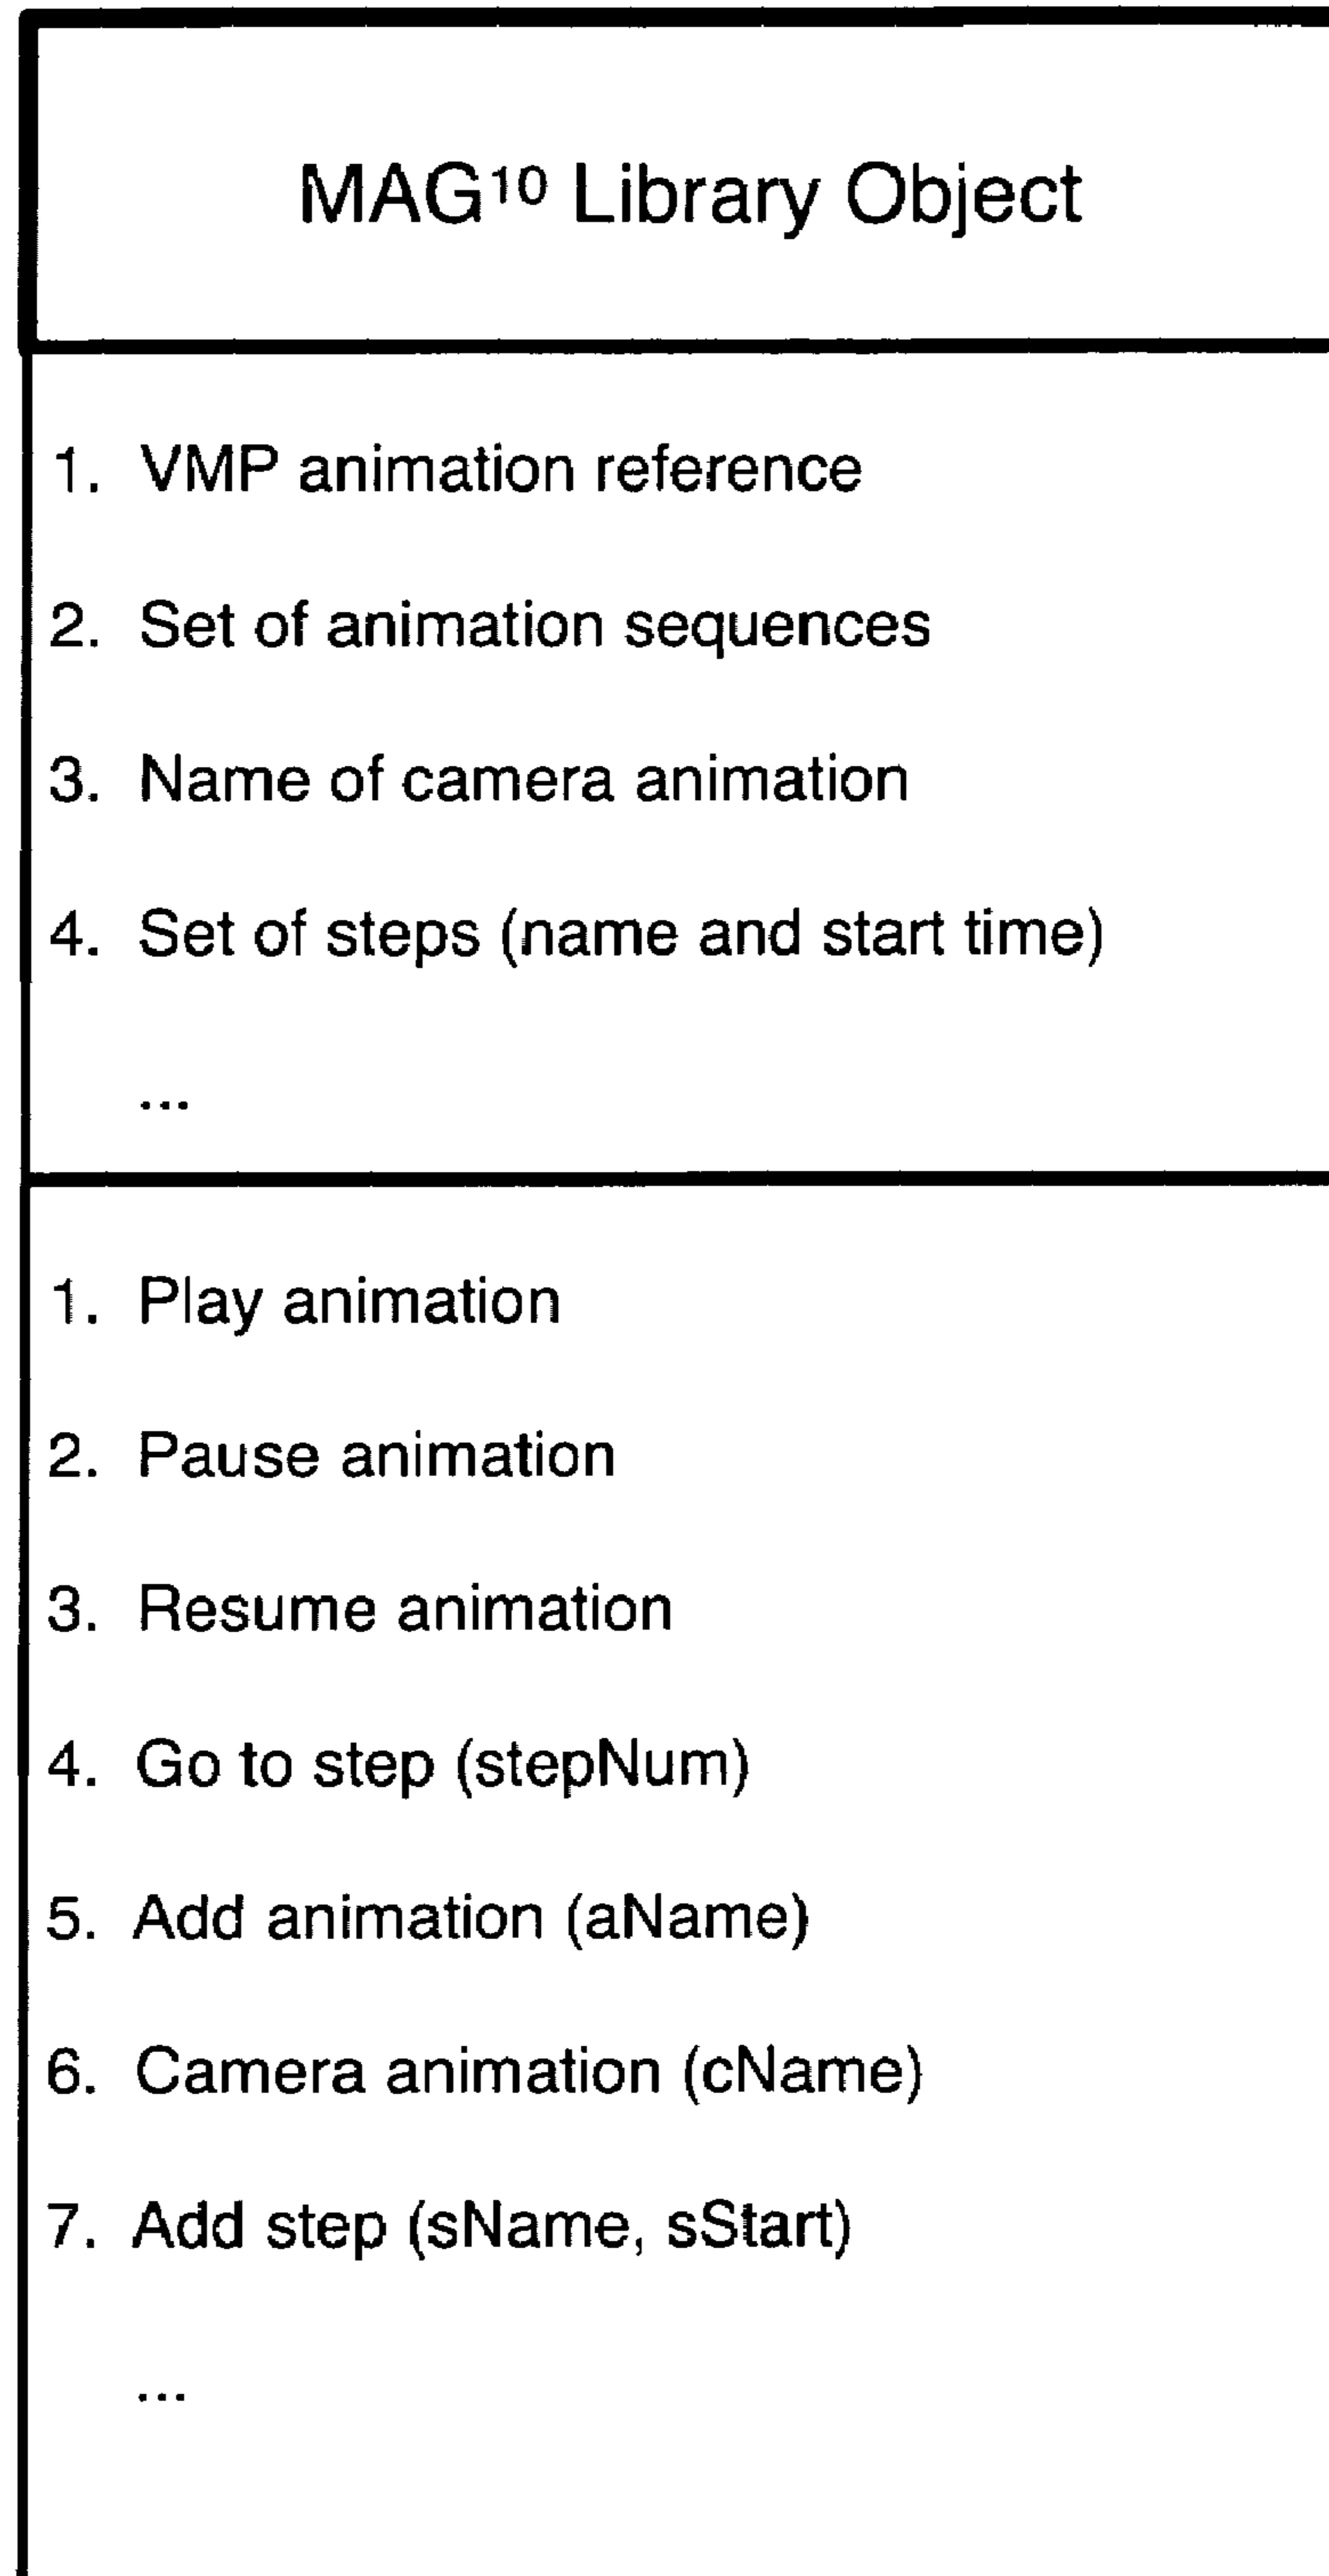 MAG¹⁰ Library Object
1. VMP animation reference
2. Set of animation sequences
3. Name of camera animation
4. Set of steps (name and start time)
...
1. Play animation
2. Pause animation
3. Resume animation
4. Go to step (stepNum)
5. Add animation (aName)
6. Camera animation (cName)
7. Add step (sName, sStart)
...